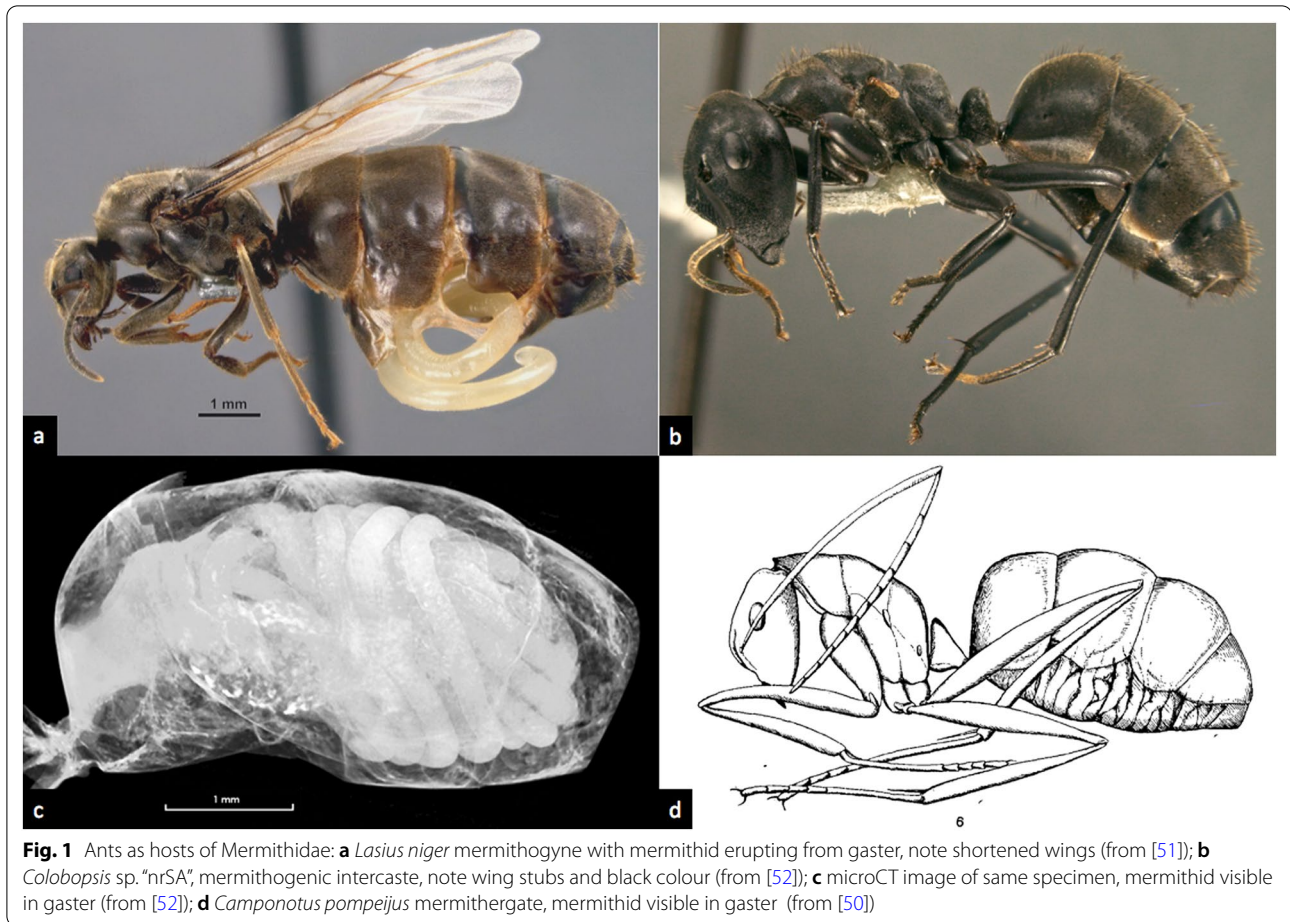 1 mm
a
b
1 mm
c
d
6
Fig. 1 Ants as hosts of Mermithidae: a Lasius niger mermithogyne with mermithid erupting from gaster, note shortened wings (from [51]); b
Colobopsis sp. “nrSA”, mermithogenic intercaste, note wing stubs and black colour (from [52]); c microCT image of same specimen, mermithid visible
in gaster (from [52]); d Camponotus pompeijus mermithergate, mermithid visible in gaster (from [50])